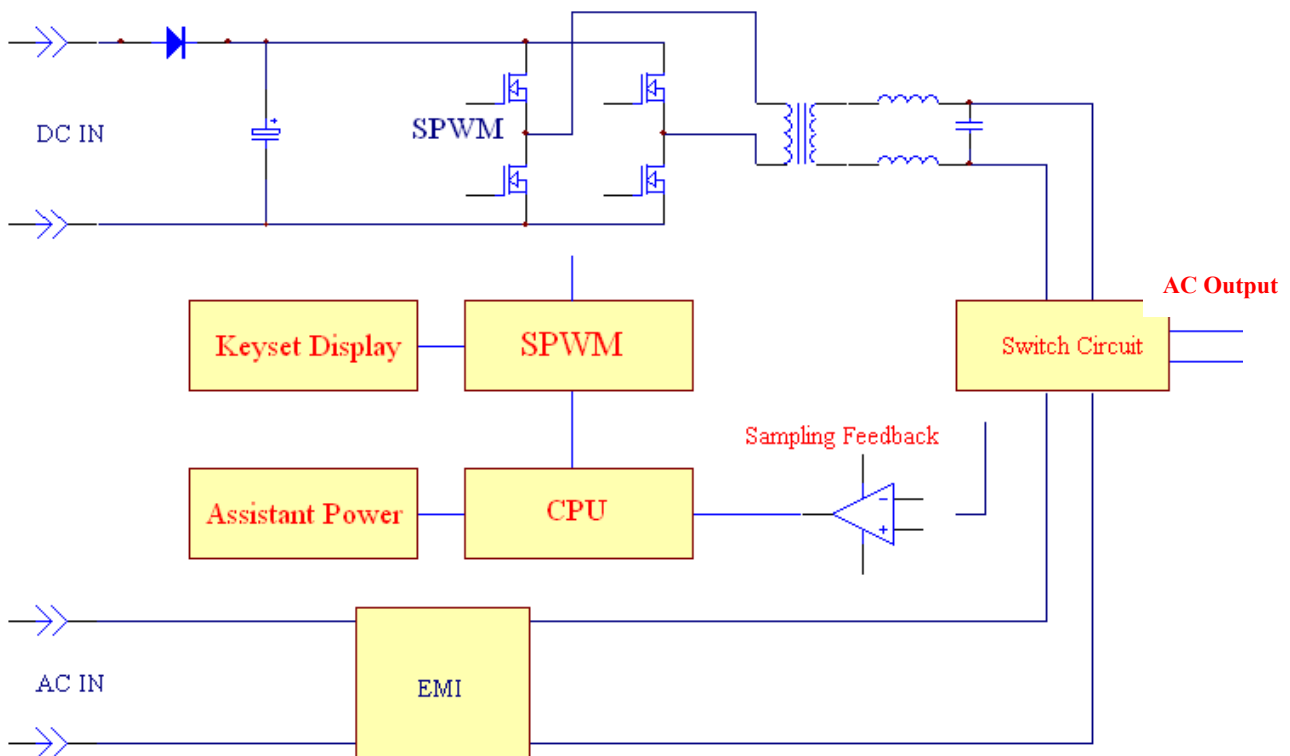 DC IN
SPWM
AC Output
Keyset Display
SPWM
Switch Circuit
Sampling Feedback
Assistant Power
CPU
AC IN
EMI